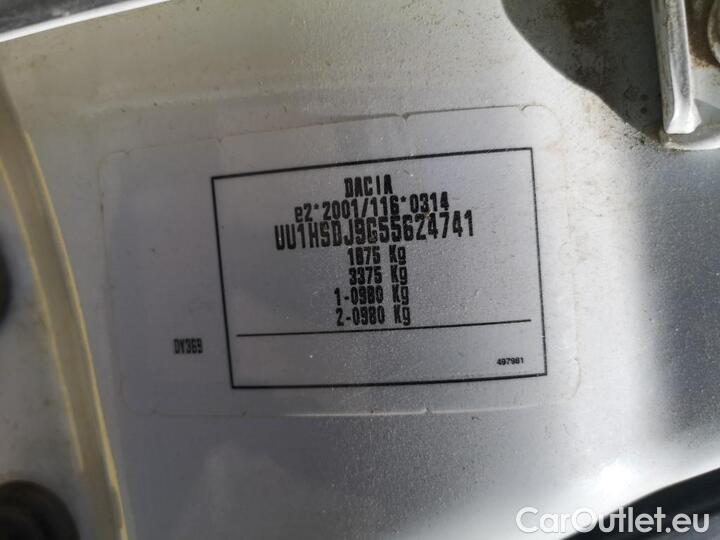 DACIA
e2*2001/116*0314
UU1HSDJ9G55624741
1875 Kg
3375 Kg
1-0980 Kg
2-0980 Kg
DY369
497981
CarOutlet.eu